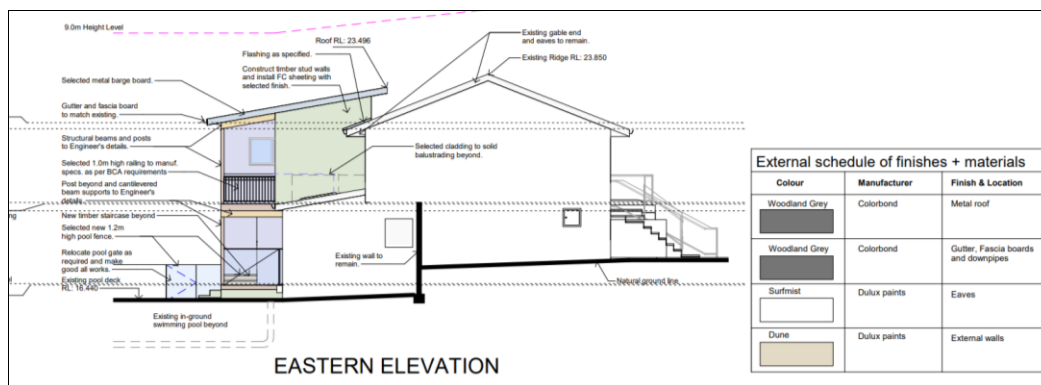 9.0m Height Level
Roof RL: 23.496
Flashing as specified.
Construct timber stud walls
and install FC sheeting with
selected finish.
Existing gable end
and eaves to remain.
Existing Ridge RL: 23.850
Selected metal barge board.
Gutter and fascia board
to match existing.
Structural beams and posts
to Engineer's details.
Selected 1.0m high railing to manuf.
specs. as per BCA requirements
Post beyond and cantilevered
beam supports to Engineer's
details
New timber staircase beyond
Selected new 1.2m
high pool fence.
Relocate pool gate as
required and make
good all works.
Existing pool deck
RL: 16.440
Existing in-ground
swimming pool beyond
Selected cladding to solid
balustrading beyond.
Existing wall to
remain.
Natural ground line
EASTERN ELEVATION
External schedule of finishes + materials
Colour Manufacturer Finish & Location
Woodland Grey Colorbond Metal roof
Woodland Grey Colorbond Gutter, Fascia boards
and downpipes
Surfmist Dulux paints Eaves
Dune Dulux paints External walls